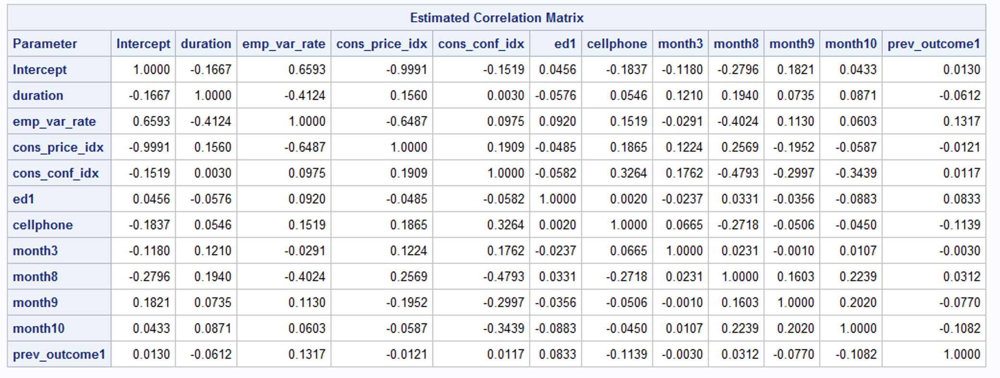 Estimated Correlation Matrix
Parameter Intercept duration emp_var_rate cons_price_idx cons_conf_idx ed1 cellphone month3 month8 month9 month10 prev_outcome1
Intercept 1.0000 -0.1667 0.6593 -0.9991 -0.1519 0.0456 -0.1837 -0.1180 -0.2796 0.1821 0.0433 0.0130
duration -0.1667 1.0000 -0.4124 0.1560 0.0030 -0.0576 0.0546 0.1210 0.1940 0.0735 0.0871 -0.0612
emp_var_rate 0.6593 -0.4124 1.0000 -0.6487 0.0975 0.0920 0.1519 -0.0291 -0.4024 0.1130 0.0603 0.1317
cons_price_idx -0.9991 0.1560 -0.6487 1.0000 0.1909 -0.0485 0.1865 0.1224 0.2569 -0.1952 -0.0587 -0.0121
cons_conf_idx -0.1519 0.0030 0.0975 0.1909 1.0000 -0.0582 0.3264 0.1762 -0.4793 -0.2997 -0.3439 0.0117
ed1 0.0456 -0.0576 0.0920 -0.0485 -0.0582 1.0000 0.0020 -0.0237 0.0331 -0.0356 -0.0883 0.0833
cellphone -0.1837 0.0546 0.1519 0.1865 0.3264 0.0020 1.0000 0.0665 -0.2718 -0.0506 -0.0450 -0.1139
month3 -0.1180 0.1210 -0.0291 0.1224 0.1762 -0.0237 0.0665 1.0000 0.0231 -0.0010 0.0107 -0.0030
month8 -0.2796 0.1940 -0.4024 0.2569 -0.4793 0.0331 -0.2718 0.0231 1.0000 0.1603 0.2239 0.0312
month9 0.1821 0.0735 0.1130 -0.1952 -0.2997 -0.0356 -0.0506 -0.0010 0.1603 1.0000 0.2020 -0.0770
month10 0.0433 0.0871 0.0603 -0.0587 -0.3439 -0.0883 -0.0450 0.0107 0.2239 0.2020 1.0000 -0.1082
prev_outcome1 0.0130 -0.0612 0.1317 -0.0121 0.0117 0.0833 -0.1139 -0.0030 0.0312 -0.0770 -0.1082 1.0000